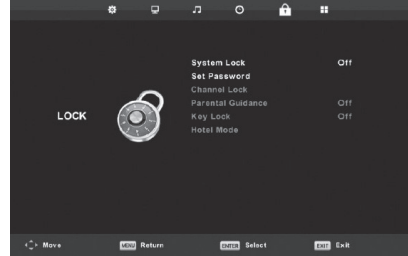 System Lock Off
Set Password
Channel Lock
Parental Guidance Off
Key Lock Off
Hotel Mode
LOCK
Move MENU Return ENTER Select EXIT Exit